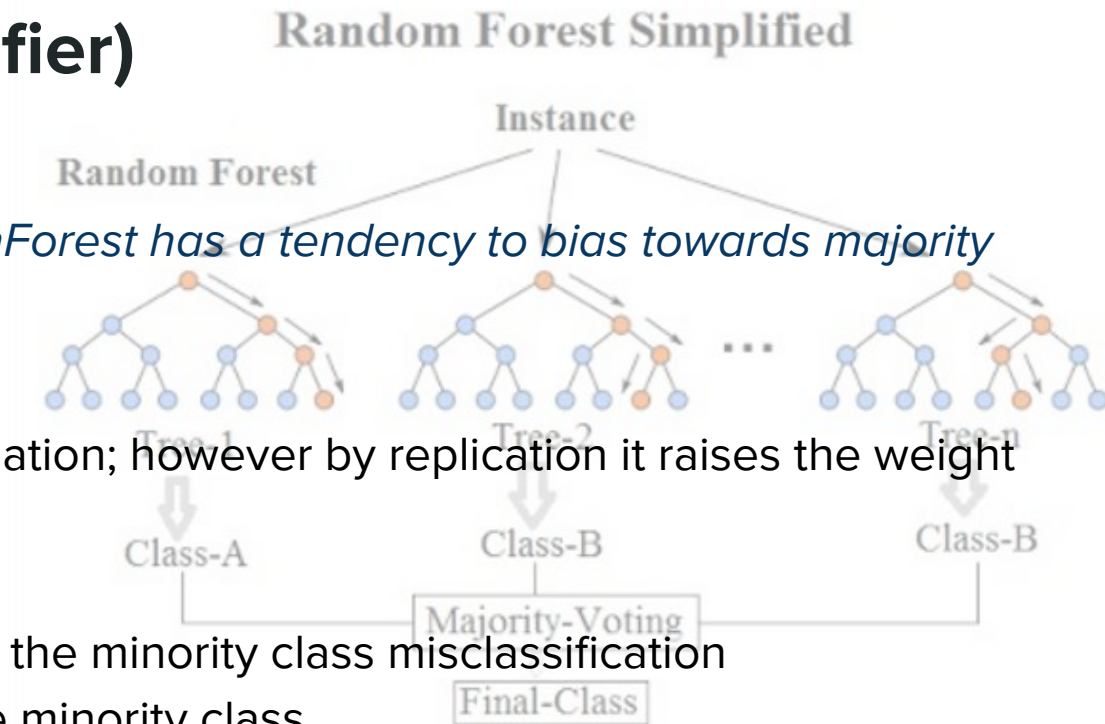 fier)
Random Forest Simplified
Instance
Random Forest
Forest has a tendency to bias towards majority
...
Tree-1 Tree-2 Tree-n
ation; however by replication it raises the weight
Class-A Class-B Class-B
Majority-Voting
the minority class misclassification
Final-Class
minority class